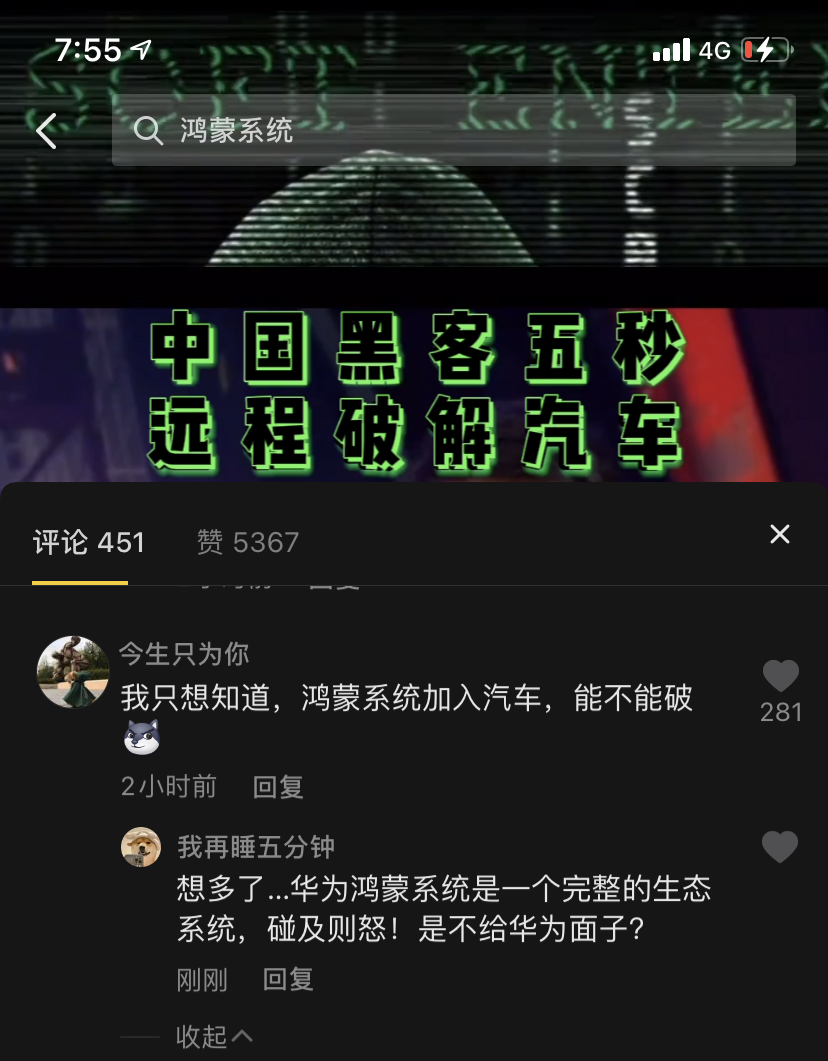 7:55
4G
鸿蒙系统
中国黑客五秒
远程破解汽车
评论 451
赞 5367
今生只为你
我只想知道，鸿蒙系统加入汽车，能不能破
281
2小时前 回复
我再睡五分钟
想多了...华为鸿蒙系统是一个完整的生态
系统，碰及则怒！是不给华为面子？
刚刚 回复
收起